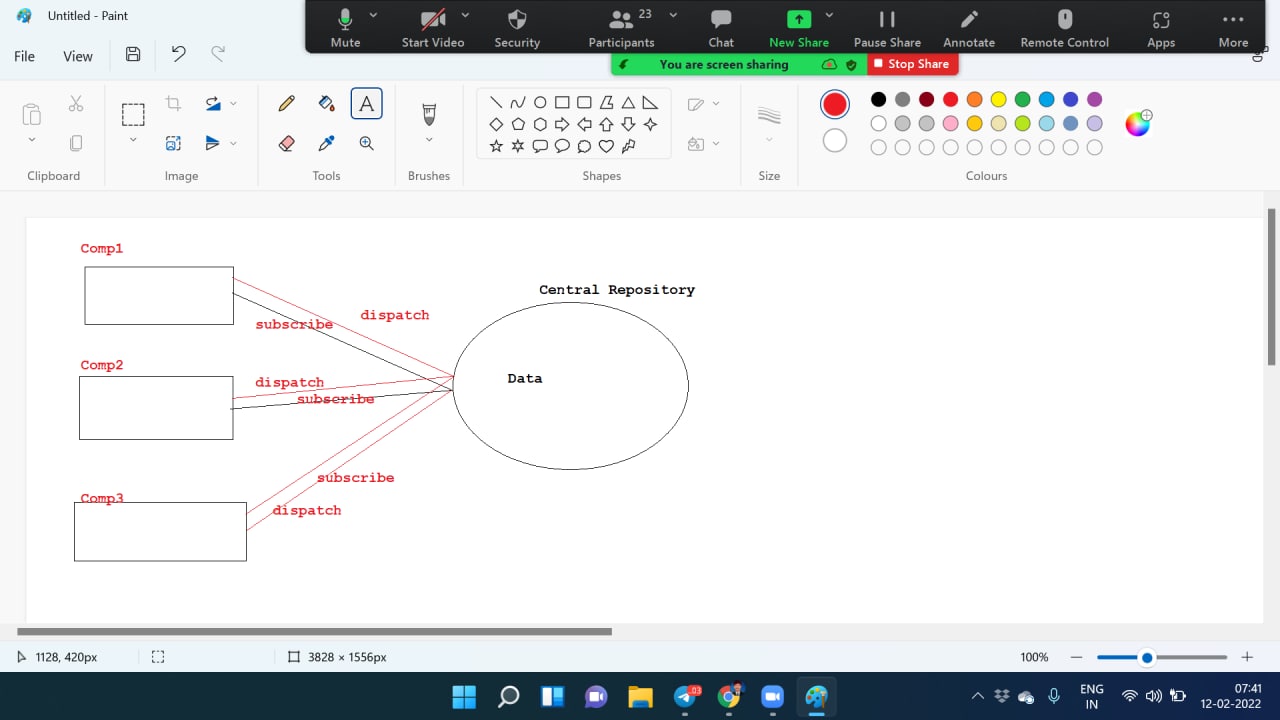 Untitled - Paint
Mute
Start Video
Security
Participants
23
Chat
New Share
Pause Share
Annotate
Remote Control
Apps
More
You are screen sharing
Stop Share
File
View
Clipboard
Image
Tools
Brushes
Shapes
Size
Colours
Comp1
Central Repository
dispatch
subscribe
Comp2
Data
dispatch
subscribe
subscribe
Comp3
dispatch
1128, 420px
3828 × 1556px
100%
03
ENG
IN
07:41
12-02-2022